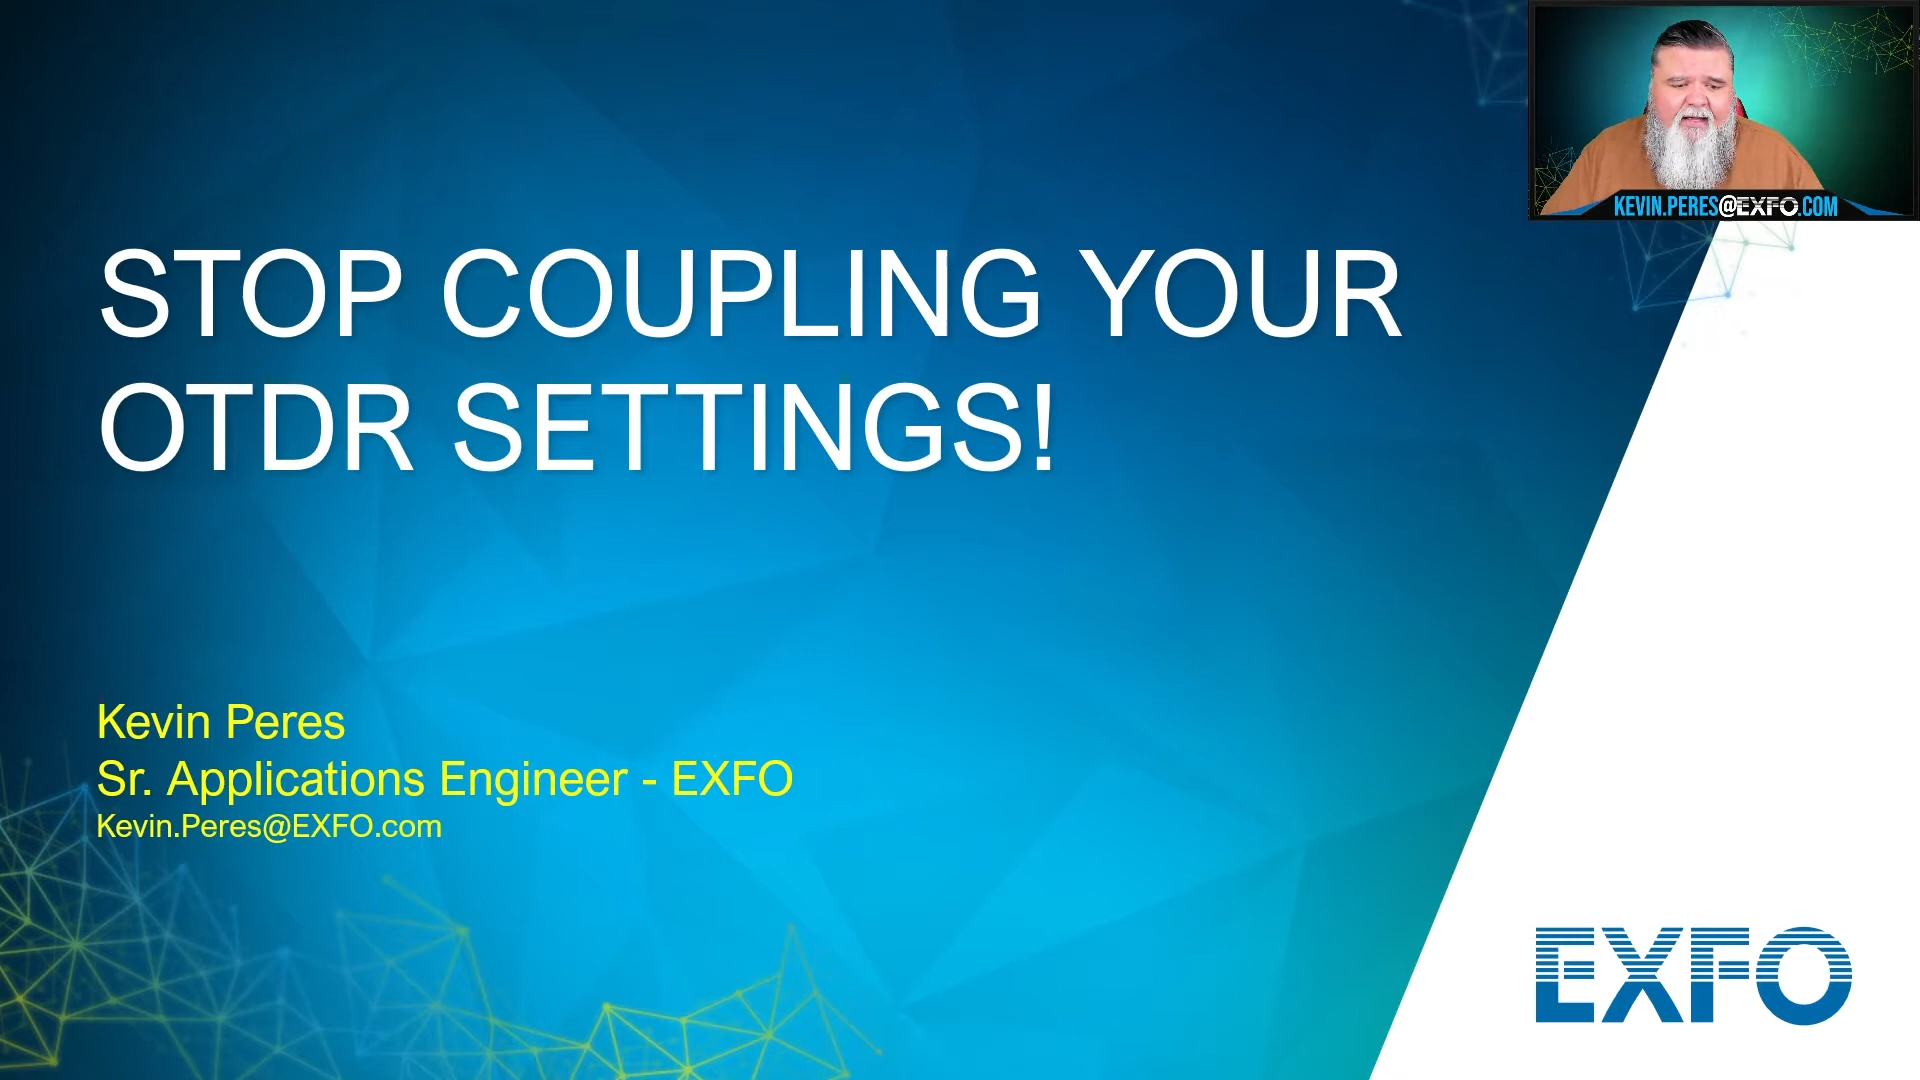 KEVIN.PERES@EXFO.COM
STOP COUPLING YOUR
OTDR SETTINGS!
Kevin Peres
Sr. Applications Engineer - EXFO
Kevin.Peres@EXFO.com
EXFO